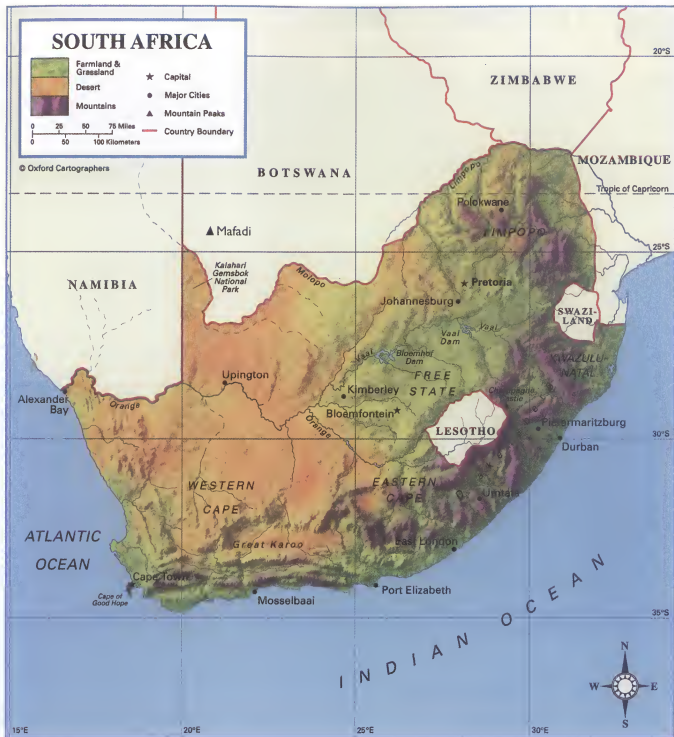 SOUTH AFRICA
Farmland &
Grassland
Desert
Mountains
Capital
Major Cities
Mountain Peaks
Country Boundary
0 25 50 75 Miles
0 50 100 Kilometers
© Oxford Cartographers
20°S
ZIMBABWE
MOZAMBIQUE
BOTSWANA
Limpopo
Tropic of Capricorn
Polokwane
Mafadi
LIMPOPO
25°S
Kalahari
Gemsbok
National
Park
Molopo
NAMIBIA
Pretoria
Johannesburg
SWAZI-
LAND
Vaal
Dam
Vaal
Vaal
Bloemhof
Dam
KWAZULU-
NATAL
Upington
FREE
STATE
Kimberley
Alexander
Bay
Orange
Bloemfontein
Orange
Pietermaritzburg
LESOTHO
30°S
Durban
WESTERN
CAPE
EASTERN
CAPE
Umtata
ATLANTIC
OCEAN
Great Karoo
East London
Cape Town
Cape of
Good Hope
Mosselbaai
Port Elizabeth
35°S
INDIAN OCEAN
N
W E
S
15°E
20°E
25°E
30°E